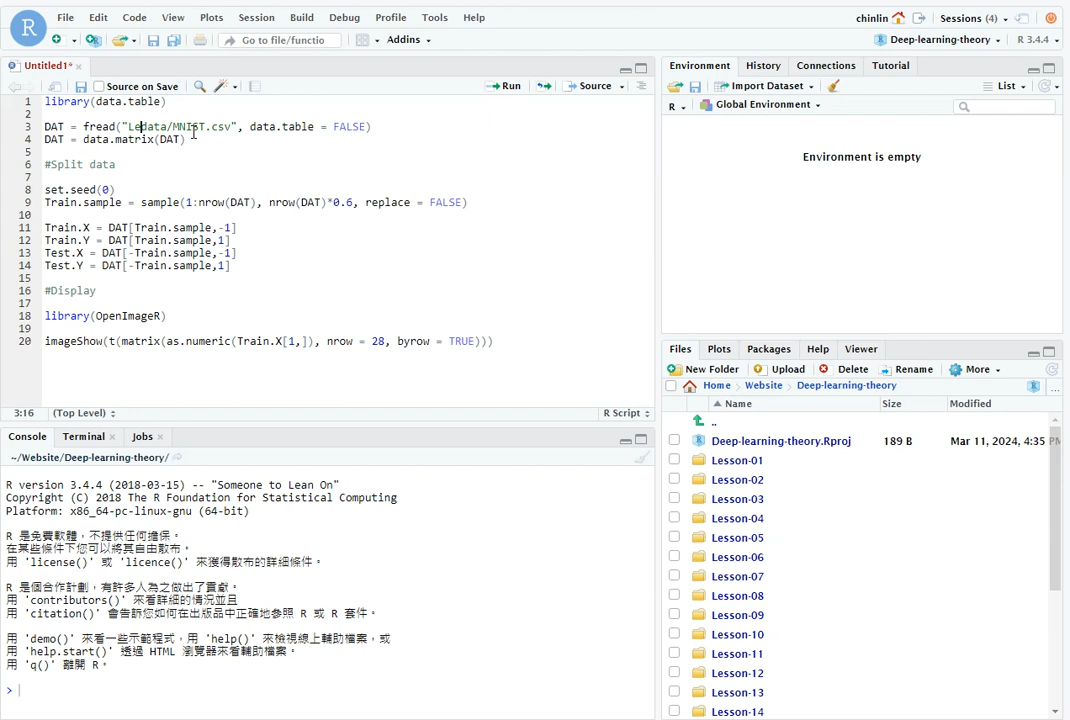 R File Edit Code View Plots Session Build Debug Profile Tools Help chinlin Sessions (4)
Go to file/function Addins Deep-learning-theory R 3.4.4
Untitled1*
Source on Save Run Source
1 library(data.table)
2
3 DAT = fread("Ledata/MNIST.csv", data.table = FALSE)
4 DAT = data.matrix(DAT)
5
6 #Split data
7
8 set.seed(0)
9 Train.sample = sample(1:nrow(DAT), nrow(DAT)*0.6, replace = FALSE)
10
11 Train.X = DAT[Train.sample,-1]
12 Train.Y = DAT[Train.sample,1]
13 Test.X = DAT[-Train.sample,-1]
14 Test.Y = DAT[-Train.sample,1]
15
16 #Display
17
18 library(OpenImageR)
19
20 imageShow(t(matrix(as.numeric(Train.X[1,]), nrow = 28, byrow = TRUE)))
3:16 (Top Level) R Script
Console Terminal Jobs
~/Website/Deep-learning-theory/
R version 3.4.4 (2018-03-15) -- "Someone to Lean On"
Copyright (C) 2018 The R Foundation for Statistical Computing
Platform: x86_64-pc-linux-gnu (64-bit)
R 是免費軟體，不提供任何擔保。
在某些條件下您可以將其自由散布。
用 'license()' 或 'licence()' 來獲得散布的詳細條件。
R 是個合作計劃，有許多人為之做出了貢獻。
用 'contributors()' 來看詳細的情況並且
用 'citation()' 會告訴您如何在出版品中正確地參照 R 或 R 套件。
用 'demo()' 來看一些示範程式，用 'help()' 來檢視線上輔助檔案，或
用 'help.start()' 透過 HTML 瀏覽器來看輔助檔案。
用 'q()' 離開 R。
>
Environment History Connections Tutorial
Import Dataset List
R Global Environment
Environment is empty
Files Plots Packages Help Viewer
New Folder Upload Delete Rename More
Home Website Deep-learning-theory ...
Name Size Modified
..
Deep-learning-theory.Rproj 189 B Mar 11, 2024, 4:35 PM
Lesson-01
Lesson-02
Lesson-03
Lesson-04
Lesson-05
Lesson-06
Lesson-07
Lesson-08
Lesson-09
Lesson-10
Lesson-11
Lesson-12
Lesson-13
Lesson-14